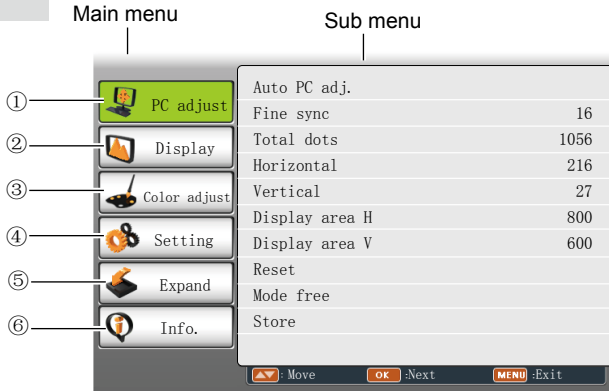 Main menu
Sub menu
① PC adjust
② Display
③ Color adjust
④ Setting
⑤ Expand
⑥ Info.
Auto PC adj.
Fine sync 16
Total dots 1056
Horizontal 216
Vertical 27
Display area H 800
Display area V 600
Reset
Mode free
Store
: Move OK :Next MENU :Exit